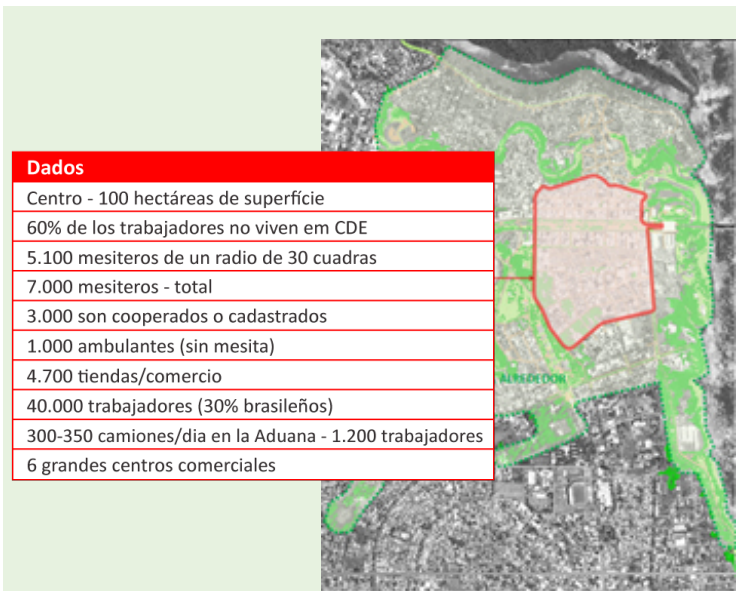 Dados
Centro - 100 hectáreas de superfície
60% de los trabajadores no viven em CDE
5.100 mesiteros de un radio de 30 cuadras
7.000 mesiteros - total
3.000 son cooperados o cadastrados
1.000 ambulantes (sin mesita)
4.700 tiendas/comercio
40.000 trabajadores (30% brasileños)
300-350 camiones/dia en la Aduana - 1.200 trabajadores
6 grandes centros comerciales
ALREDEDOR